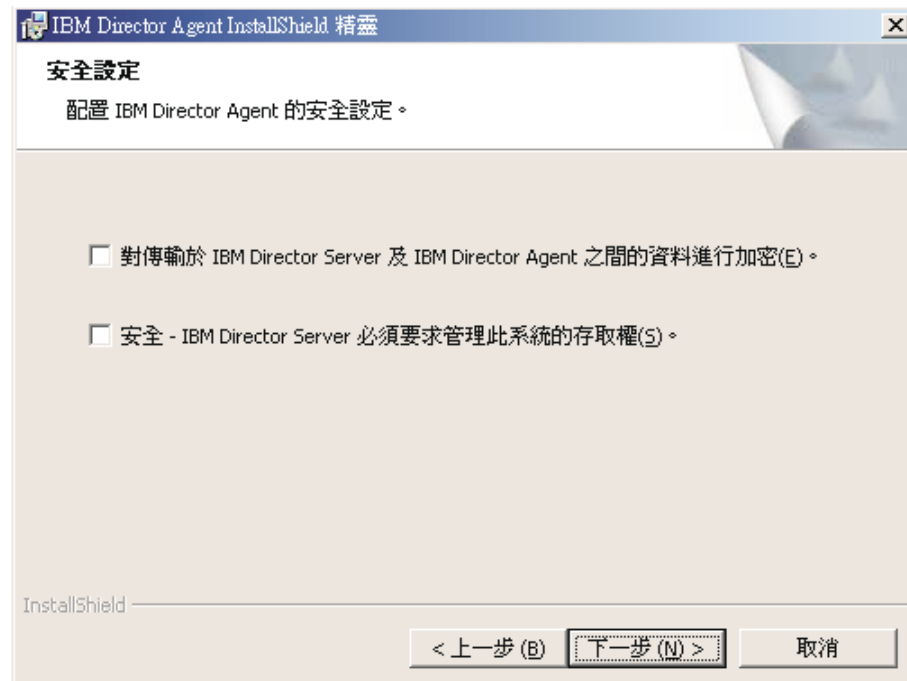 IBM Director Agent InstallShield 精靈
安全設定
配置 IBM Director Agent 的安全設定。
對傳輸於 IBM Director Server 及 IBM Director Agent 之間的資料進行加密(E)。
安全 - IBM Director Server 必須要求管理此系統的存取權(S)。
InstallShield
< 上一步 (B) 下一步 (N) > 取消